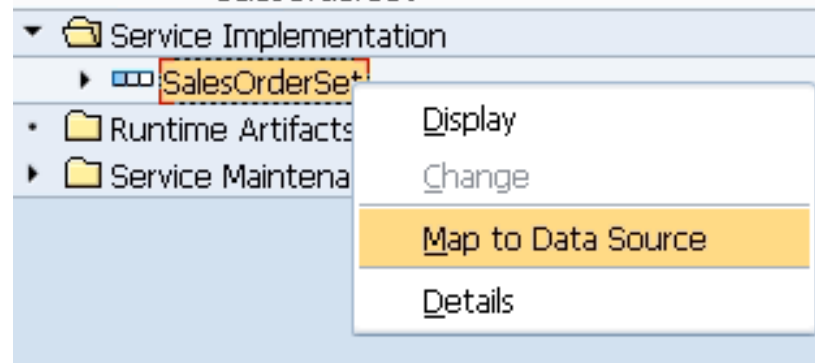 Service Implementation
SalesOrderSet
Display
Runtime Artifacts
Change
Service Maintena
Map to Data Source
Details